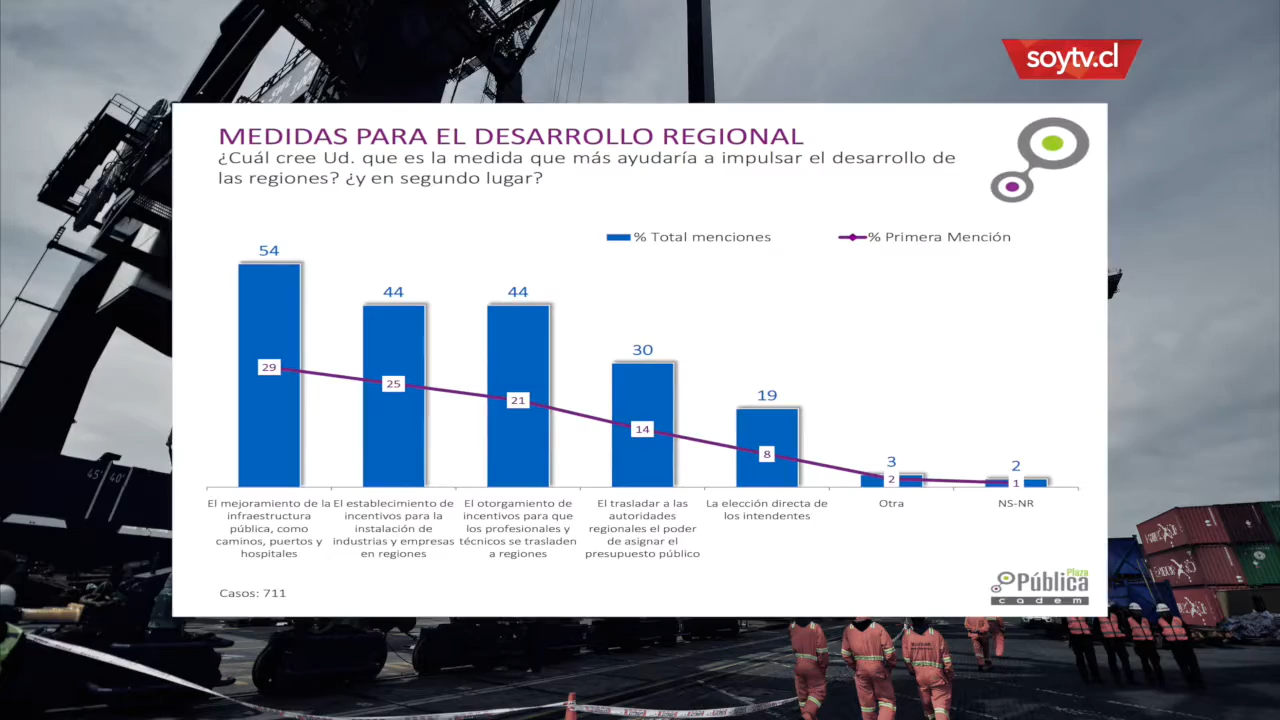 soytv.cl
MEDIDAS PARA EL DESARROLLO REGIONAL
¿Cuál cree Ud. que es la medida que más ayudaría a impulsar el desarrollo de
las regiones? ¿y en segundo lugar?
% Total menciones
% Primera Mención
54
44
44
30
19
3
2
29
25
21
14
8
2
1
El mejoramiento de la
infraestructura
pública, como
caminos, puertos y
hospitales
El establecimiento de
incentivos para la
instalación de
industrias y empresas
en regiones
El otorgamiento de
incentivos para que
los profesionales y
técnicos se trasladen
a regiones
El trasladar a las
autoridades
regionales el poder
de asignar el
presupuesto público
La elección directa de
los intendentes
Otra
NS-NR
Casos: 711
Plaza
Pública
cadem
45' 40'